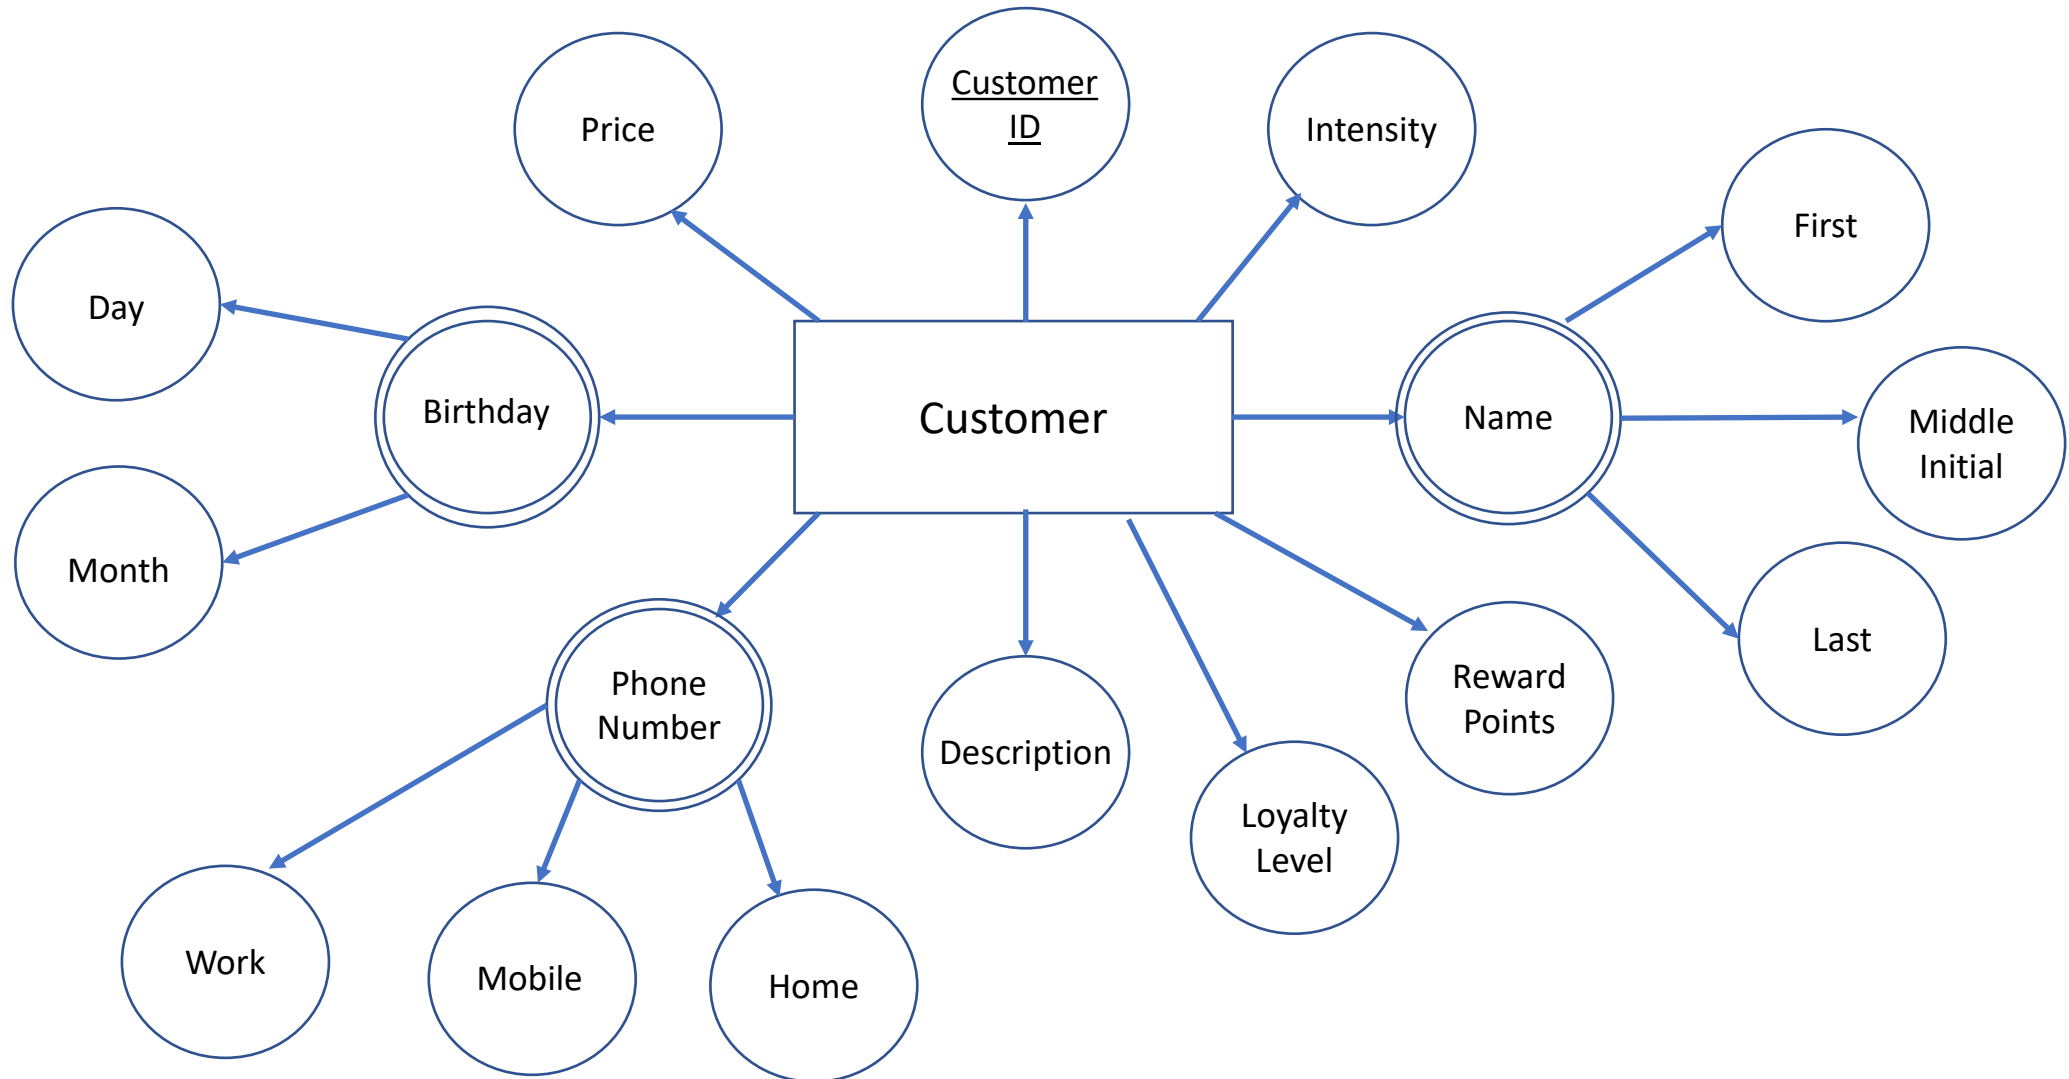 Customer
ID
Price
Intensity
First
Day
Birthday
Customer
Name
Middle
Initial
Month
Last
Phone
Number
Reward
Points
Description
Loyalty
Level
Work
Mobile
Home